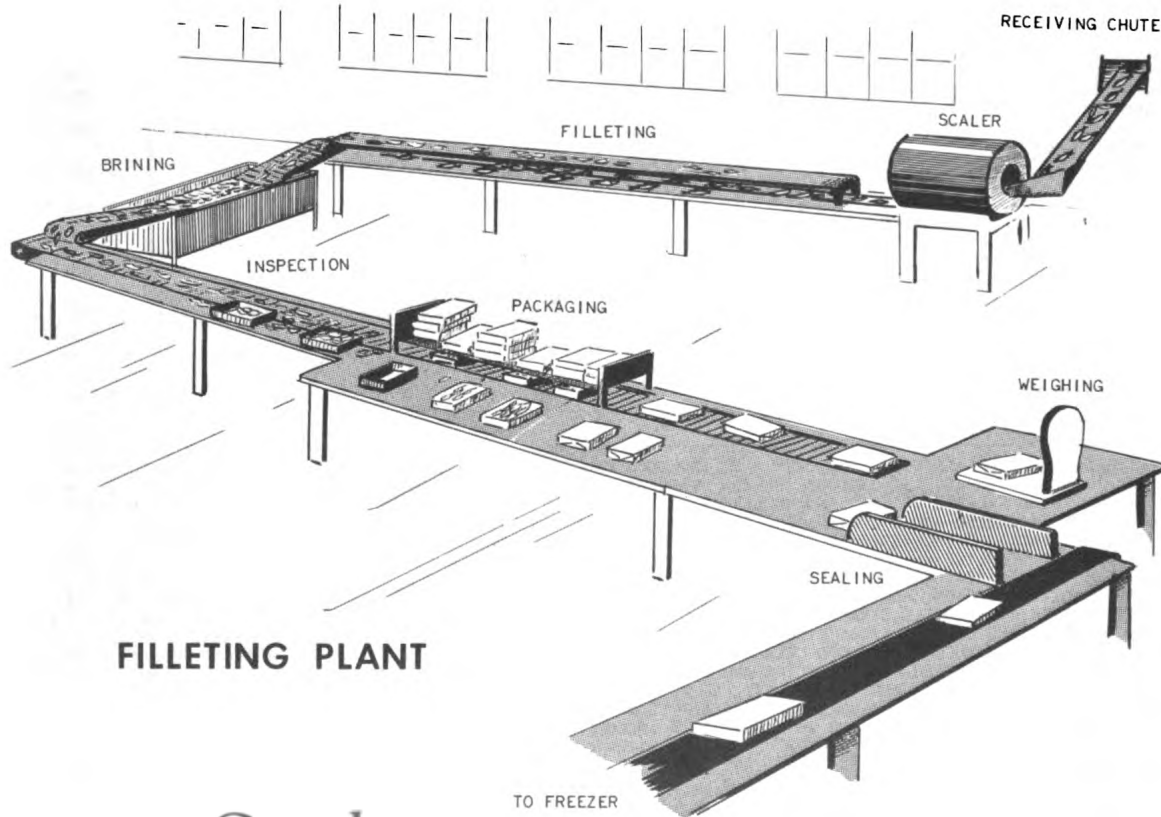 RECEIVING CHUTE
SCALER
FILLETING
BRINING
INSPECTION
PACKAGING
WEIGHING
SEALING
FILLETING PLANT
TO FREEZER